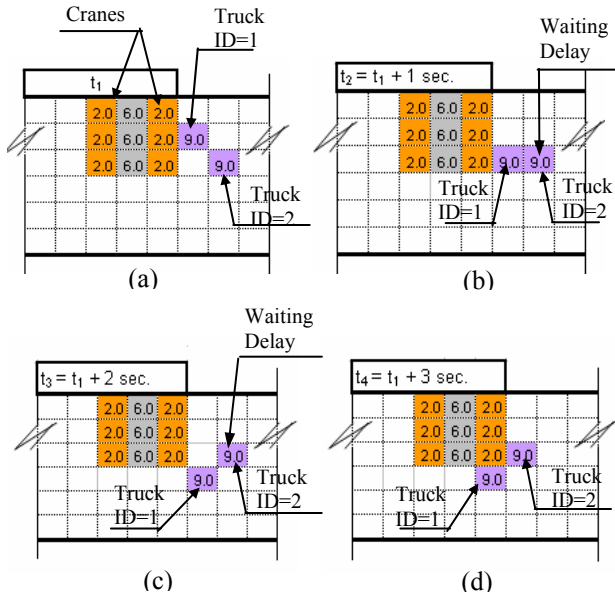 Cranes
Truck
ID=1
t1
2.0 6.0 2.0
2.0 6.0 2.0 9.0
2.0 6.0 2.0 9.0
Truck
ID=2
(a)
Waiting
Delay
t2 = t1 + 1 sec.
2.0 6.0 2.0
2.0 6.0 2.0
2.0 6.0 2.0 9.0 9.0
Truck
ID=1
Truck
ID=2
(b)
Waiting
Delay
t3 = t1 + 2 sec.
2.0 6.0 2.0
2.0 6.0 2.0
2.0 6.0 2.0 9.0
9.0
Truck
ID=1
Truck
ID=2
(c)
t4 = t1 + 3 sec.
2.0 6.0 2.0
2.0 6.0 2.0
2.0 6.0 2.0 9.0
9.0
Truck
ID=1
Truck
ID=2
(d)